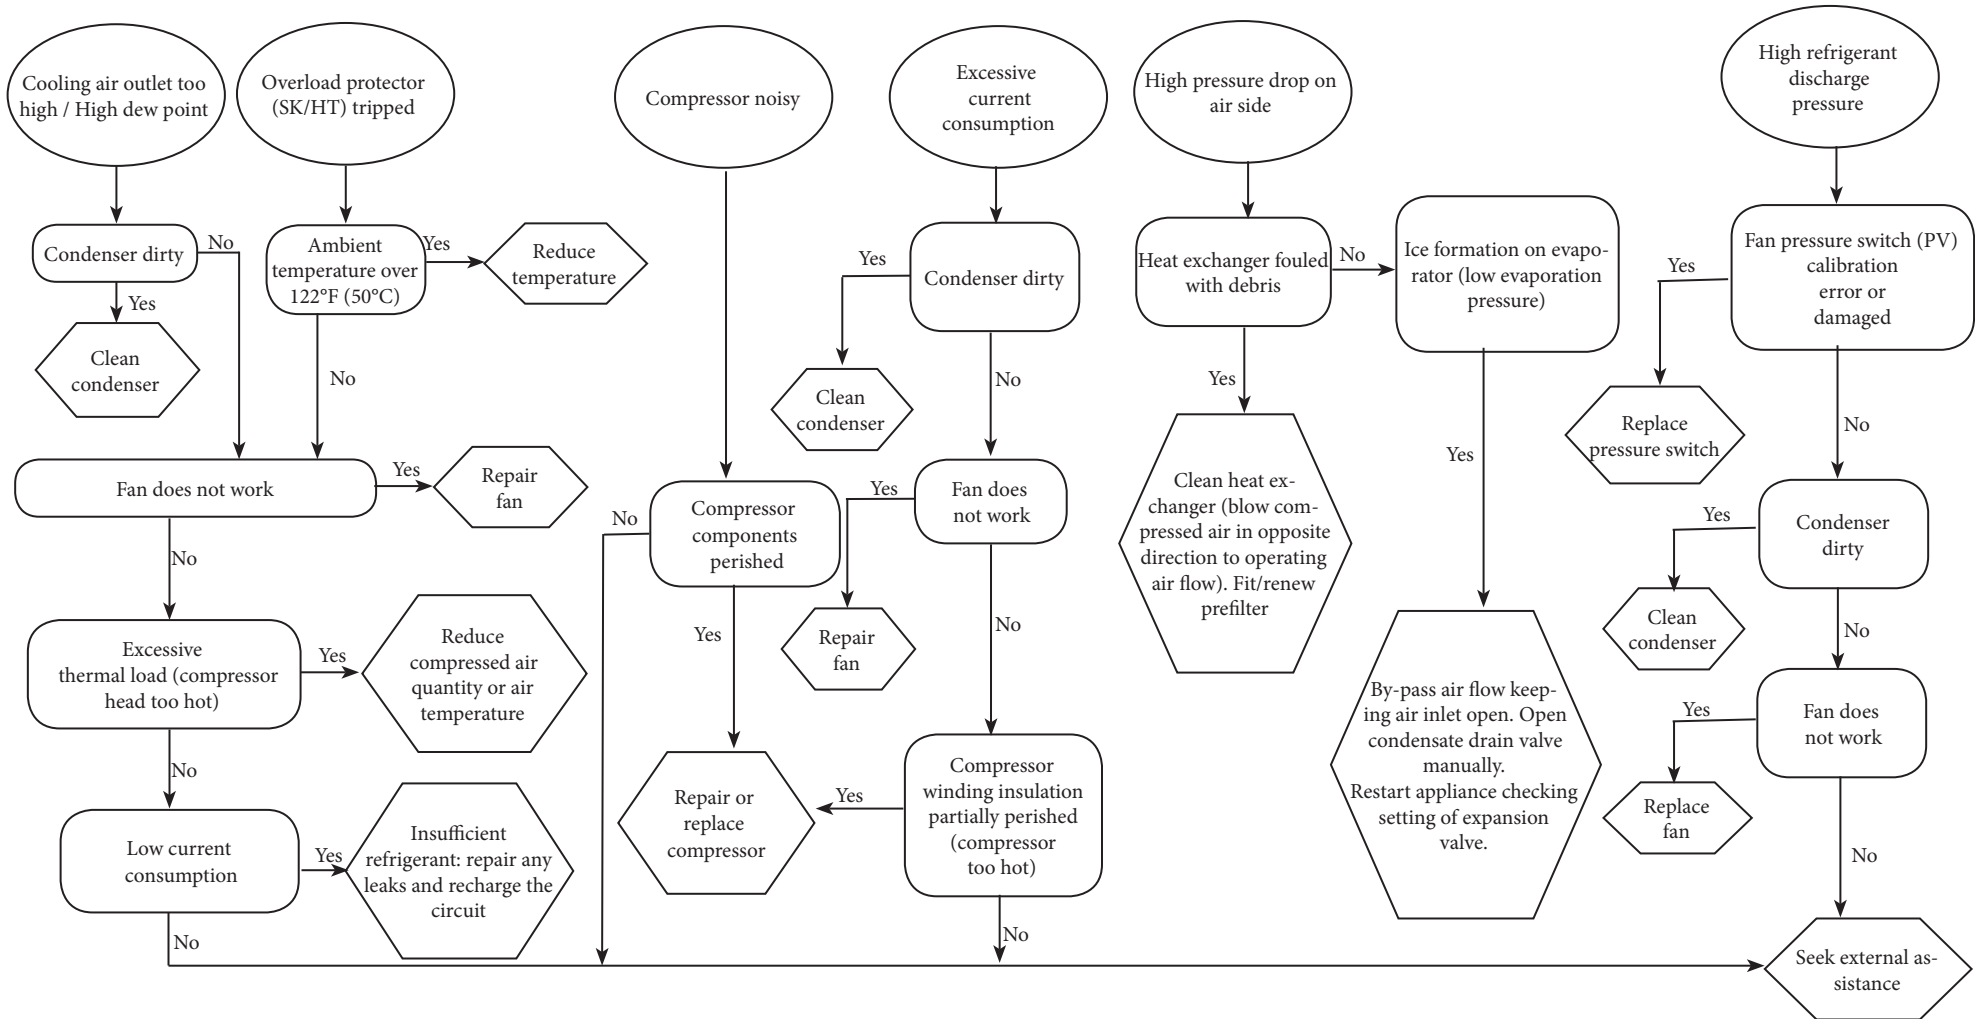 Cooling air outlet too
high / High dew point
Condenser dirty
No
Yes
Clean
condenser
Overload protector
(SK/HT) tripped
Ambient
temperature over
122°F (50°C)
Yes
Reduce
temperature
No
Fan does not work
Yes
Repair
fan
No
Excessive
thermal load (compressor
head too hot)
Yes
Reduce
compressed air
quantity or air
temperature
No
Low current
consumption
Yes
Insufficient
refrigerant: repair any
leaks and recharge the
circuit
No
Compressor noisy
Compressor
components
perished
No
Yes
Repair or
replace
compressor
Excessive
current
consumption
Condenser dirty
Yes
Clean
condenser
No
Fan does
not work
Yes
Repair
fan
No
Compressor
winding insulation
partially perished
(compressor
too hot)
Yes
No
High pressure drop on
air side
Heat exchanger fouled
with debris
No
Yes
Clean heat ex-
changer (blow com-
pressed air in opposite
direction to operating
air flow). Fit/renew
prefilter
Ice formation on evapo-
rator (low evaporation
pressure)
Yes
By-pass air flow keep-
ing air inlet open. Open
condensate drain valve
manually.
Restart appliance checking
setting of expansion
valve.
High refrigerant
discharge
pressure
Fan pressure switch (PV)
calibration
error or
damaged
Yes
Replace
pressure switch
No
Condenser
dirty
Yes
Clean
condenser
No
Fan does
not work
Yes
Replace
fan
No
Seek external as-
sistance